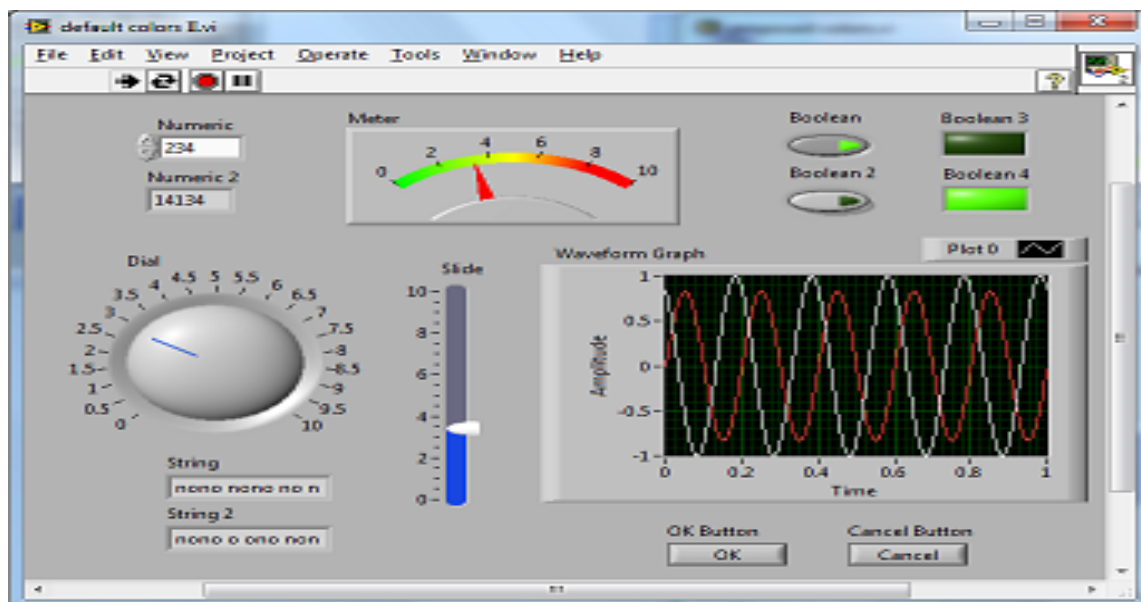 default colors II.vi
File Edit View Project Operate Tools Window Help
Numeric
234
Numeric 2
14134
Meter
0 2 4 6 8 10
Boolean
Boolean 2
Boolean 3
Boolean 4
Dial
0 0.5 1 1.5 2 2.5 3 3.5 4 4.5 5 5.5 6 6.5 7 7.5 8 8.5 9 9.5 10
Slide
10
8
6
4
2
0
Waveform Graph
Plot 0
Amplitude
1
0.5
0
-0.5
-1
0 0.2 0.4 0.6 0.8 1
Time
String
nono nono no n
String 2
nono o ono non
OK Button
OK
Cancel Button
Cancel